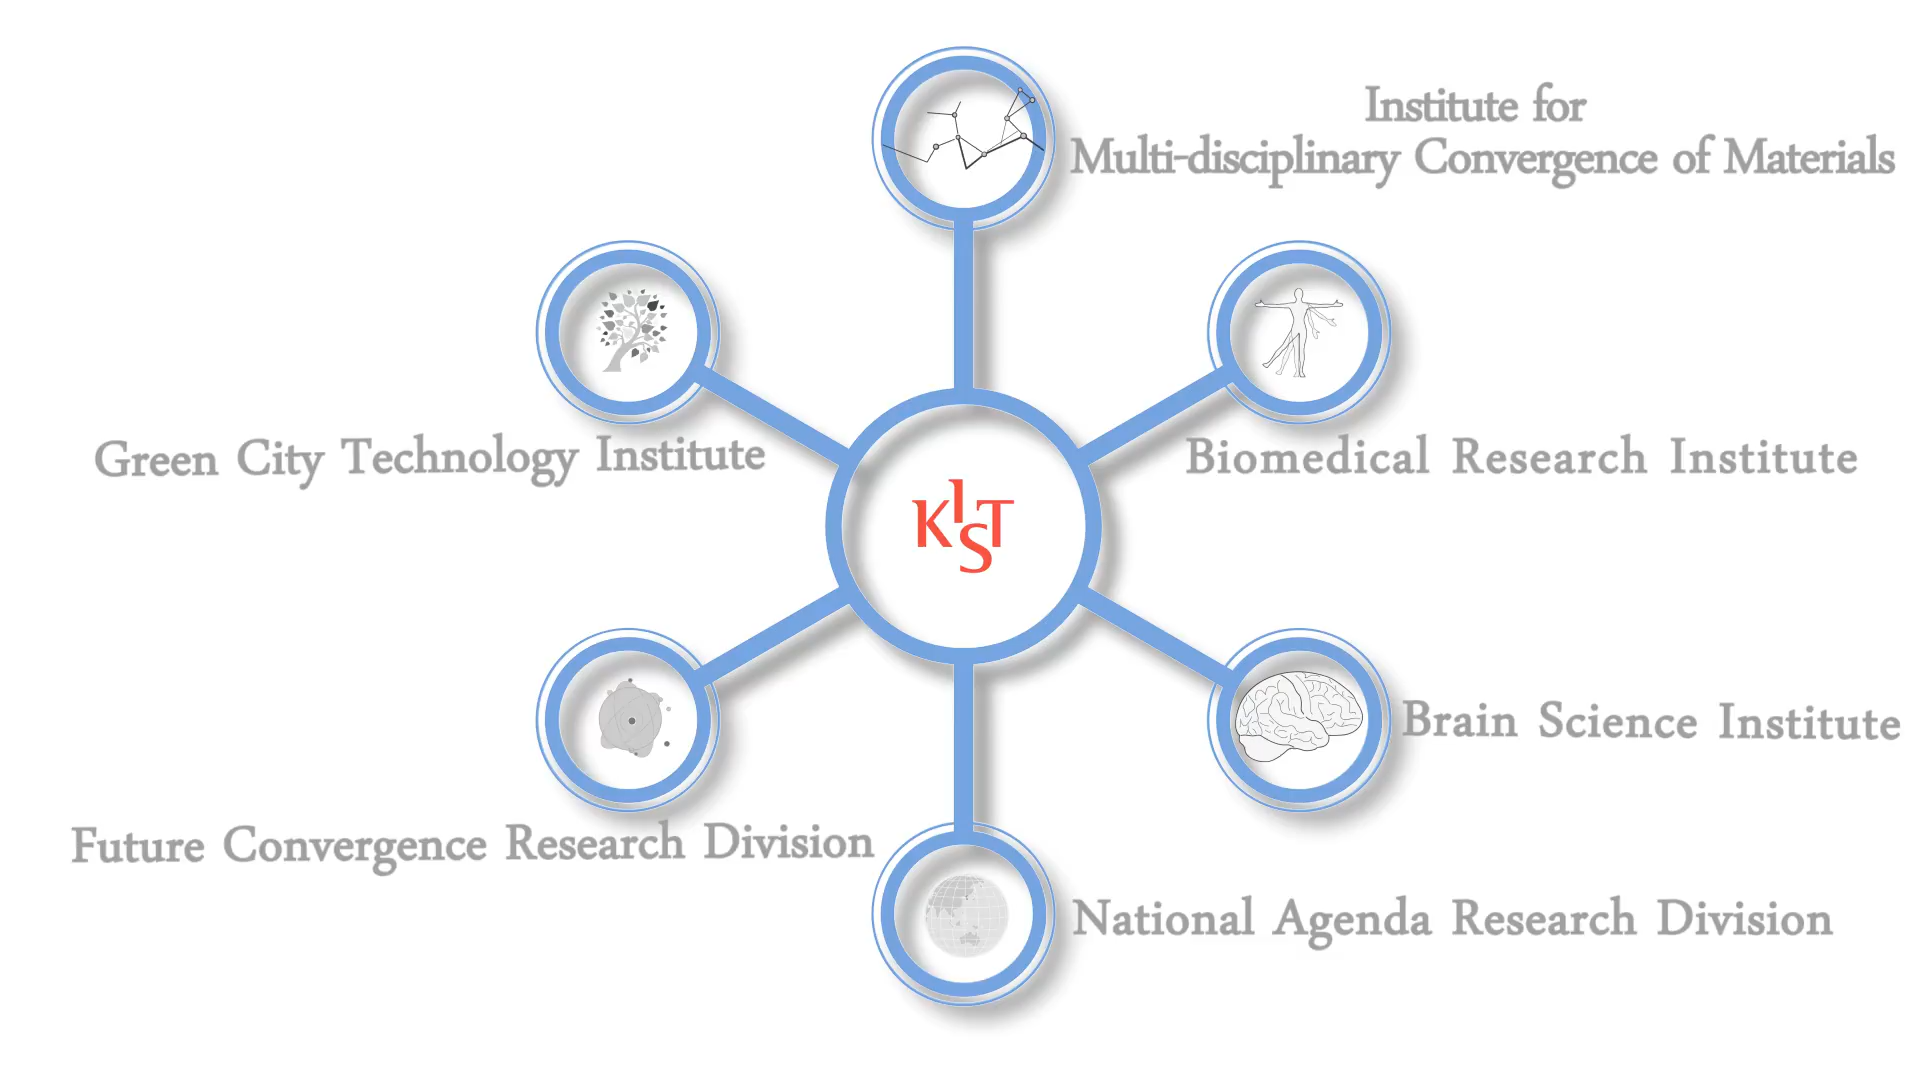 Institute for
Multi-disciplinary Convergence of Materials
Green City Technology Institute
Biomedical Research Institute
KIST
Brain Science Institute
Future Convergence Research Division
National Agenda Research Division